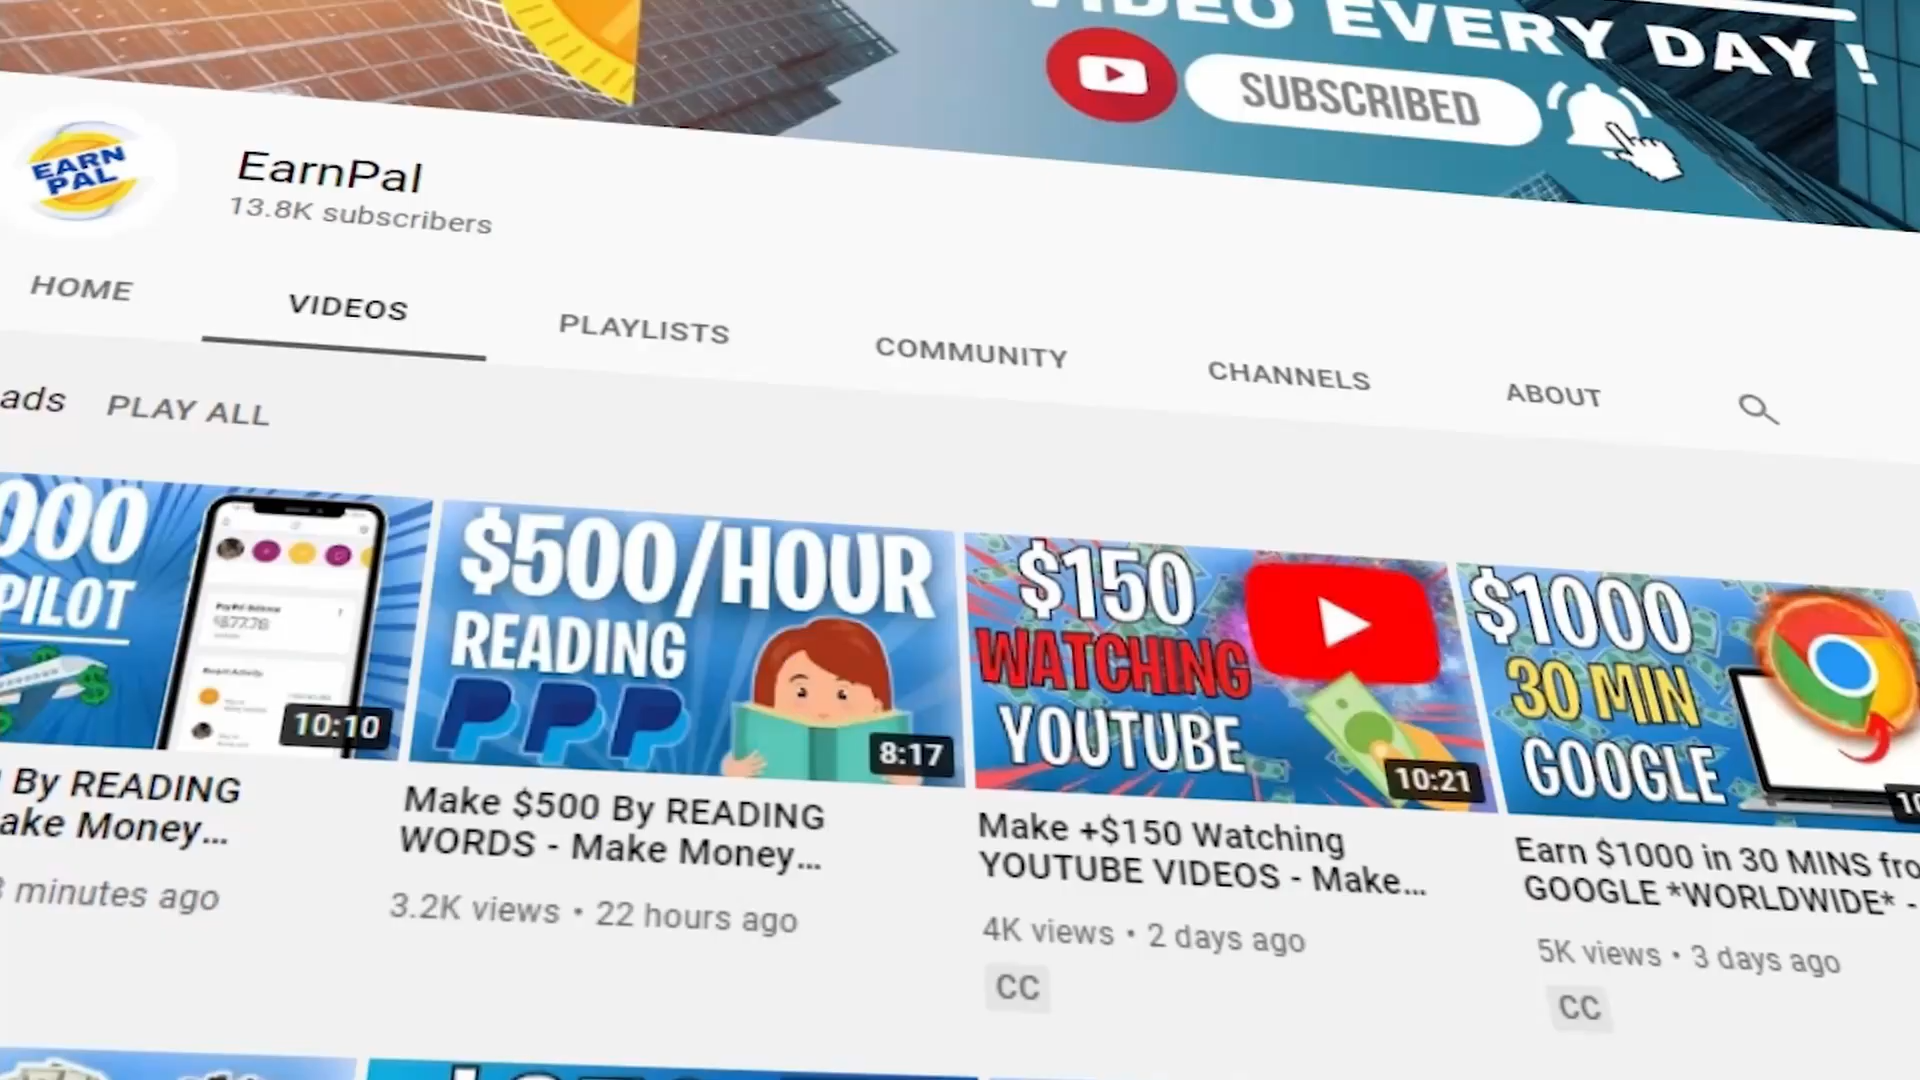 VIDEO EVERY DAY !
SUBSCRIBED
EARN
PAL
EarnPal
13.8K subscribers
HOME
VIDEOS
PLAYLISTS
COMMUNITY
CHANNELS
ABOUT
ads
PLAY ALL
000
PILOT
10:10
$500/HOUR
READING
8:17
$150
WATCHING
YOUTUBE
10:21
$1000
30 MIN
GOOGLE
10
By READING
ake Money...
minutes ago
Make $500 By READING
WORDS - Make Money...
3.2K views • 22 hours ago
Make +$150 Watching
YOUTUBE VIDEOS - Make...
4K views • 2 days ago
CC
Earn $1000 in 30 MINS fro
GOOGLE *WORLDWIDE* -
5K views • 3 days ago
CC